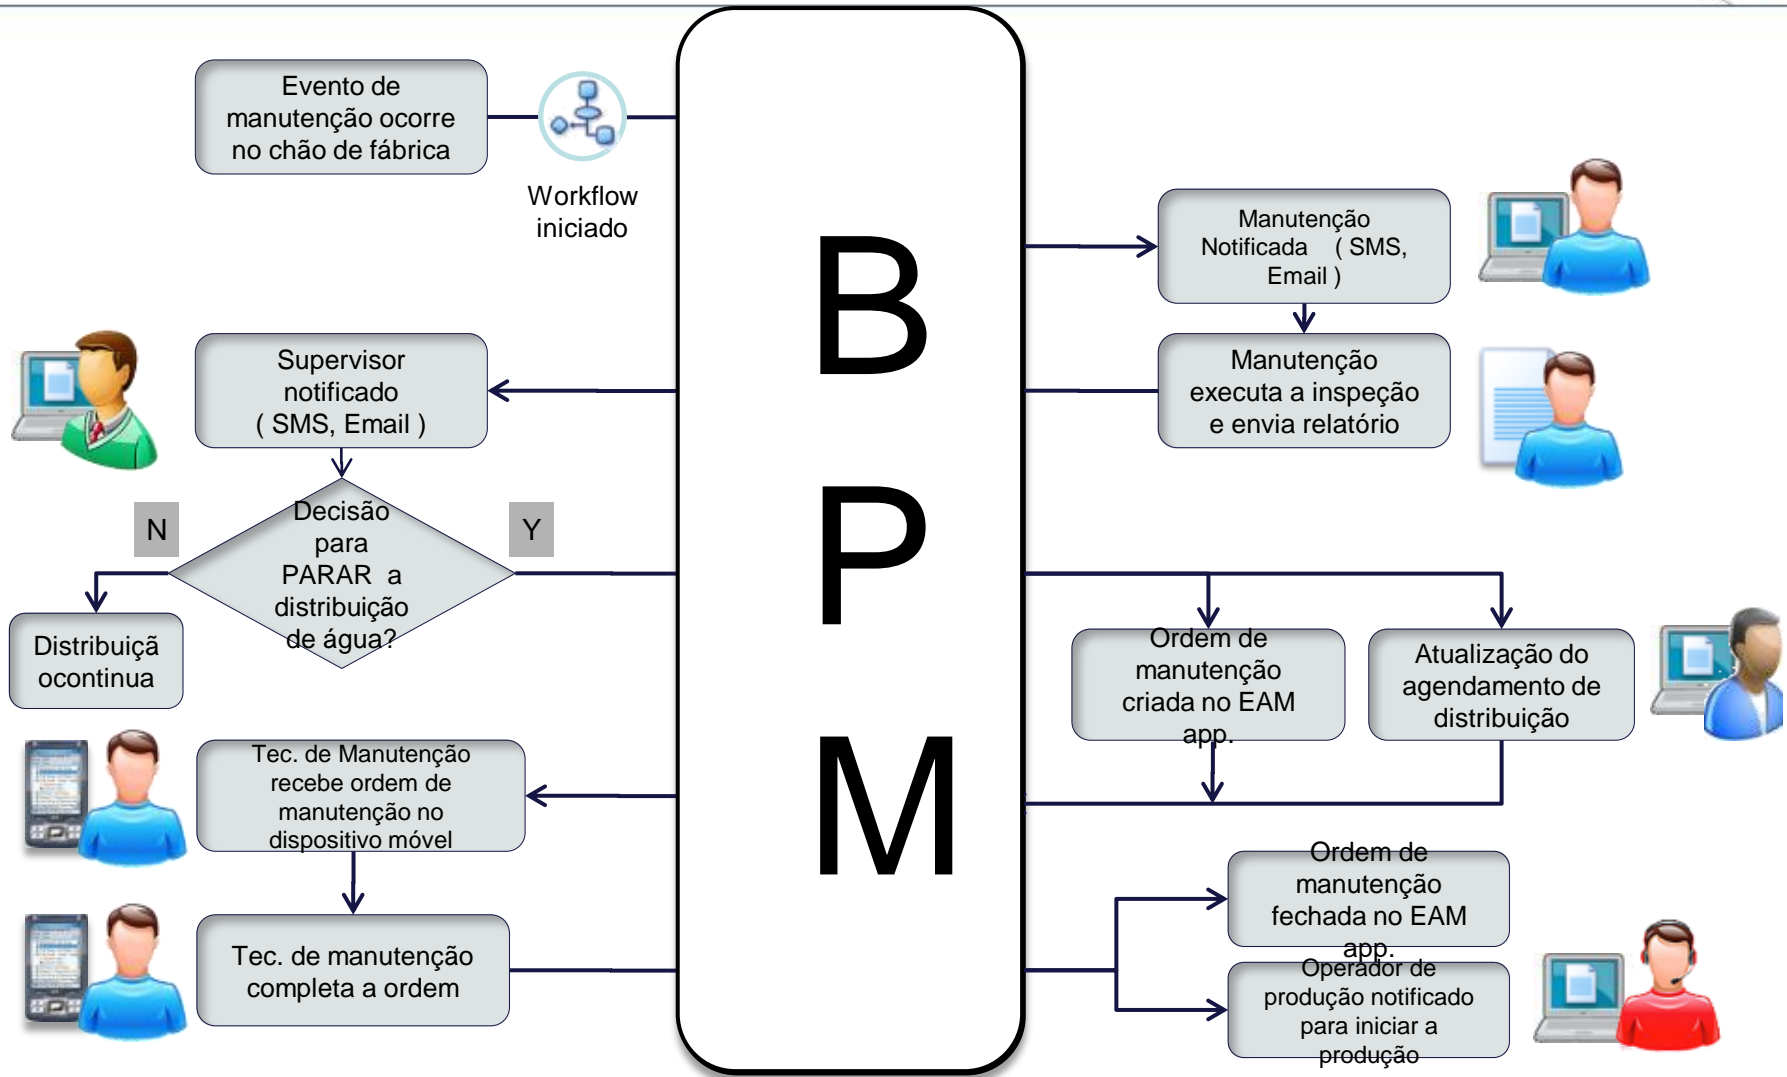 Evento de
manutenção ocorre
no chão de fábrica
Workflow
iniciado
B
P
M
Manutenção
Notificada ( SMS,
Email )
Manutenção
executa a inspeção
e envia relatório
Supervisor
notificado
( SMS, Email )
N
Y
Decisão
para
PARAR a
distribuição
de água?
Distribuiçã
ocontinua
Ordem de
manutenção
criada no EAM
app.
Atualização do
agendamento de
distribuição
Tec. de Manutenção
recebe ordem de
manutenção no
dispositivo móvel
Tec. de manutenção
completa a ordem
Ordem de
manutenção
fechada no EAM
app.
Operador de
produção notificado
para iniciar a
produção